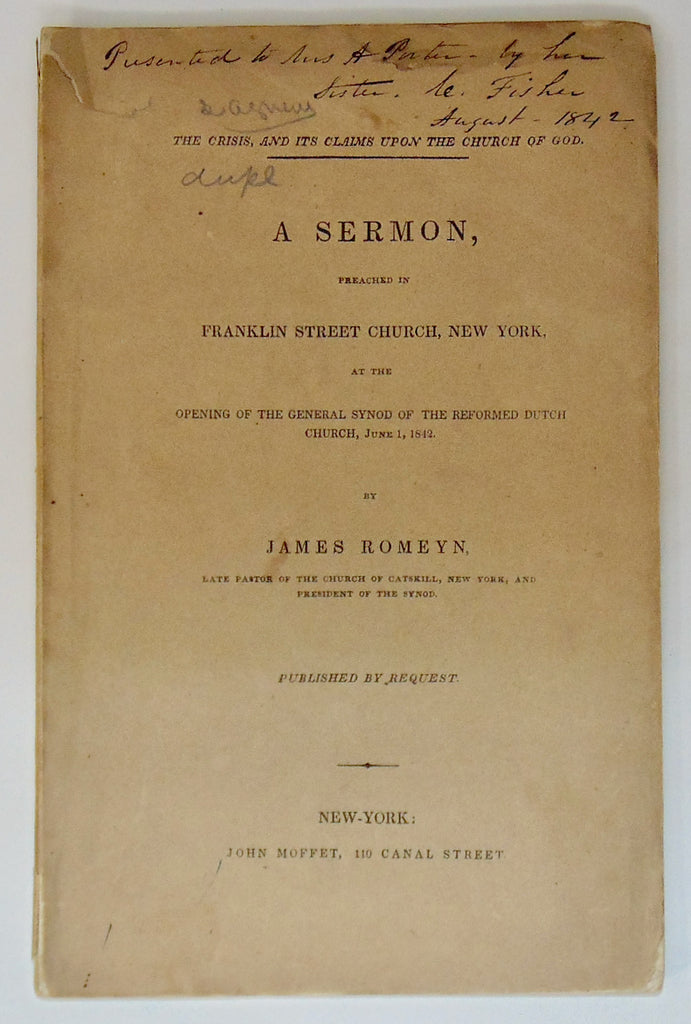 Presented to Mrs A Porter - by her
Sister. C. Fisher
August - 1842
THE CRISIS, AND ITS CLAIMS UPON THE CHURCH OF GOD.
dupl
A SERMON,
PREACHED IN
FRANKLIN STREET CHURCH, NEW YORK,
AT THE
OPENING OF THE GENERAL SYNOD OF THE REFORMED DUTCH
CHURCH, JUNE 1, 1842.
BY
JAMES ROMEYN,
LATE PASTOR OF THE CHURCH OF CATSKILL, NEW YORK, AND
PRESIDENT OF THE SYNOD.
PUBLISHED BY REQUEST.
NEW-YORK:
JOHN MOFFET, 110 CANAL STREET